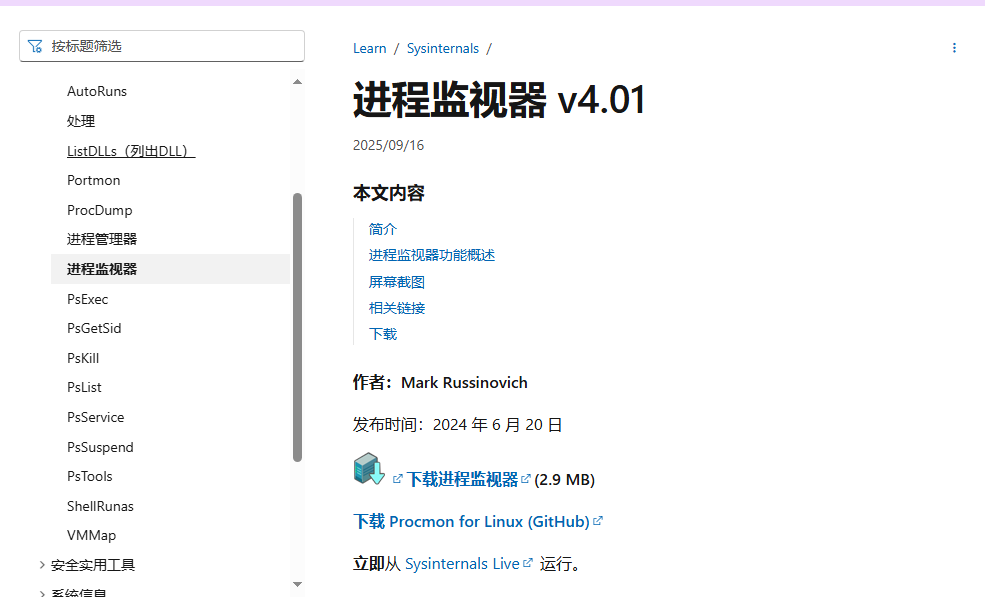 按标题筛选
AutoRuns
处理
ListDLLs（列出DLL）
Portmon
ProcDump
进程管理器
进程监视器
PsExec
PsGetSid
PsKill
PsList
PsService
PsSuspend
PsTools
ShellRunas
VMMap
安全实用工具
系统信息
Learn / Sysinternals /
进程监视器 v4.01
2025/09/16
本文内容
简介
进程监视器功能概述
屏幕截图
相关链接
下载
作者：Mark Russinovich
发布时间：2024 年 6 月 20 日
下载进程监视器 (2.9 MB)
下载 Procmon for Linux (GitHub)
立即从 Sysinternals Live 运行。